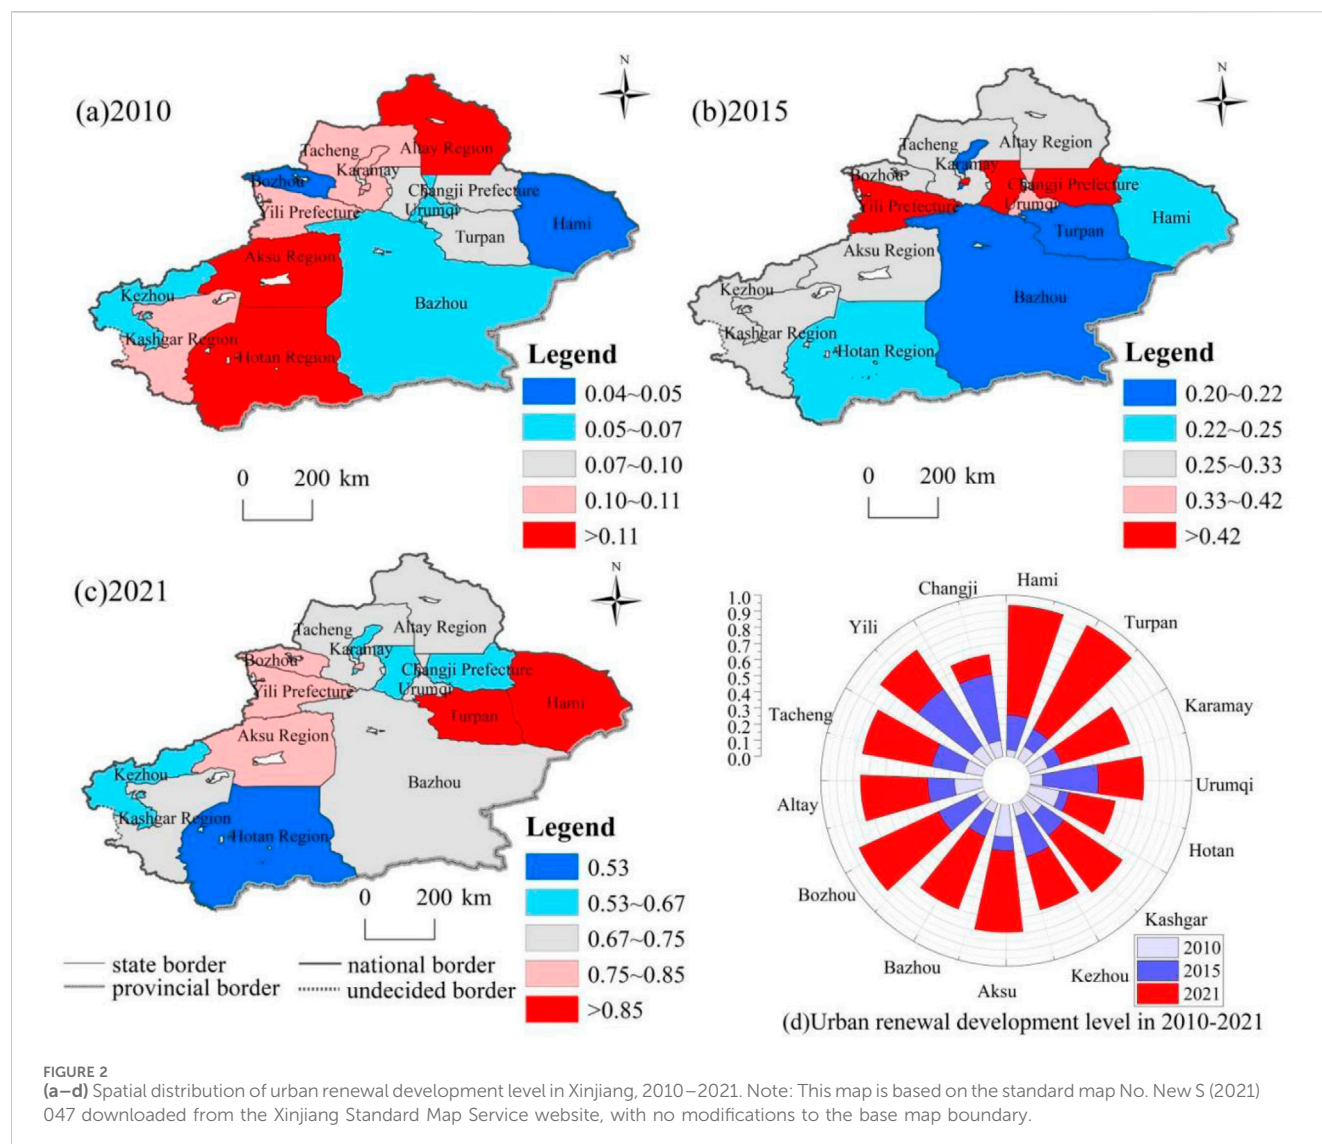 (a)2010
N
Tacheng
Altay Region
Karamay
Bozhou
Changji Prefecture
Yili Prefecture
Urumqi
Hami
Turpan
Aksu Region
Kezhou
Bazhou
Kashgar Region
Hotan Region
Legend
0.04~0.05
0.05~0.07
0.07~0.10
0.10~0.11
>0.11
0 200 km
(b)2015
N
Tacheng
Altay Region
Karamay
Bozhou
Changji Prefecture
Yili Prefecture
Urumqi
Hami
Turpan
Aksu Region
Kezhou
Bazhou
Kashgar Region
Hotan Region
Legend
0.20~0.22
0.22~0.25
0.25~0.33
0.33~0.42
>0.42
0 200 km
(c)2021
N
Tacheng
Altay Region
Karamay
Bozhou
Changji Prefecture
Yili Prefecture
Urumqi
Hami
Turpan
Aksu Region
Kezhou
Bazhou
Kashgar Region
Hotan Region
Legend
0.53
0.53~0.67
0.67~0.75
0.75~0.85
>0.85
0 200 km
state border
national border
provincial border
undecided border
1.0
0.9
0.8
0.7
0.6
0.5
0.4
0.3
0.2
0.1
0.0
Changji
Hami
Turpan
Karamay
Urumqi
Hotan
Kashgar
Kezhou
Aksu
Bazhou
Bozhou
Altay
Tacheng
Yili
2010
2015
2021
(d)Urban renewal development level in 2010-2021
FIGURE 2
(a–d) Spatial distribution of urban renewal development level in Xinjiang, 2010–2021. Note: This map is based on the standard map No. New S (2021)
047 downloaded from the Xinjiang Standard Map Service website, with no modifications to the base map boundary.